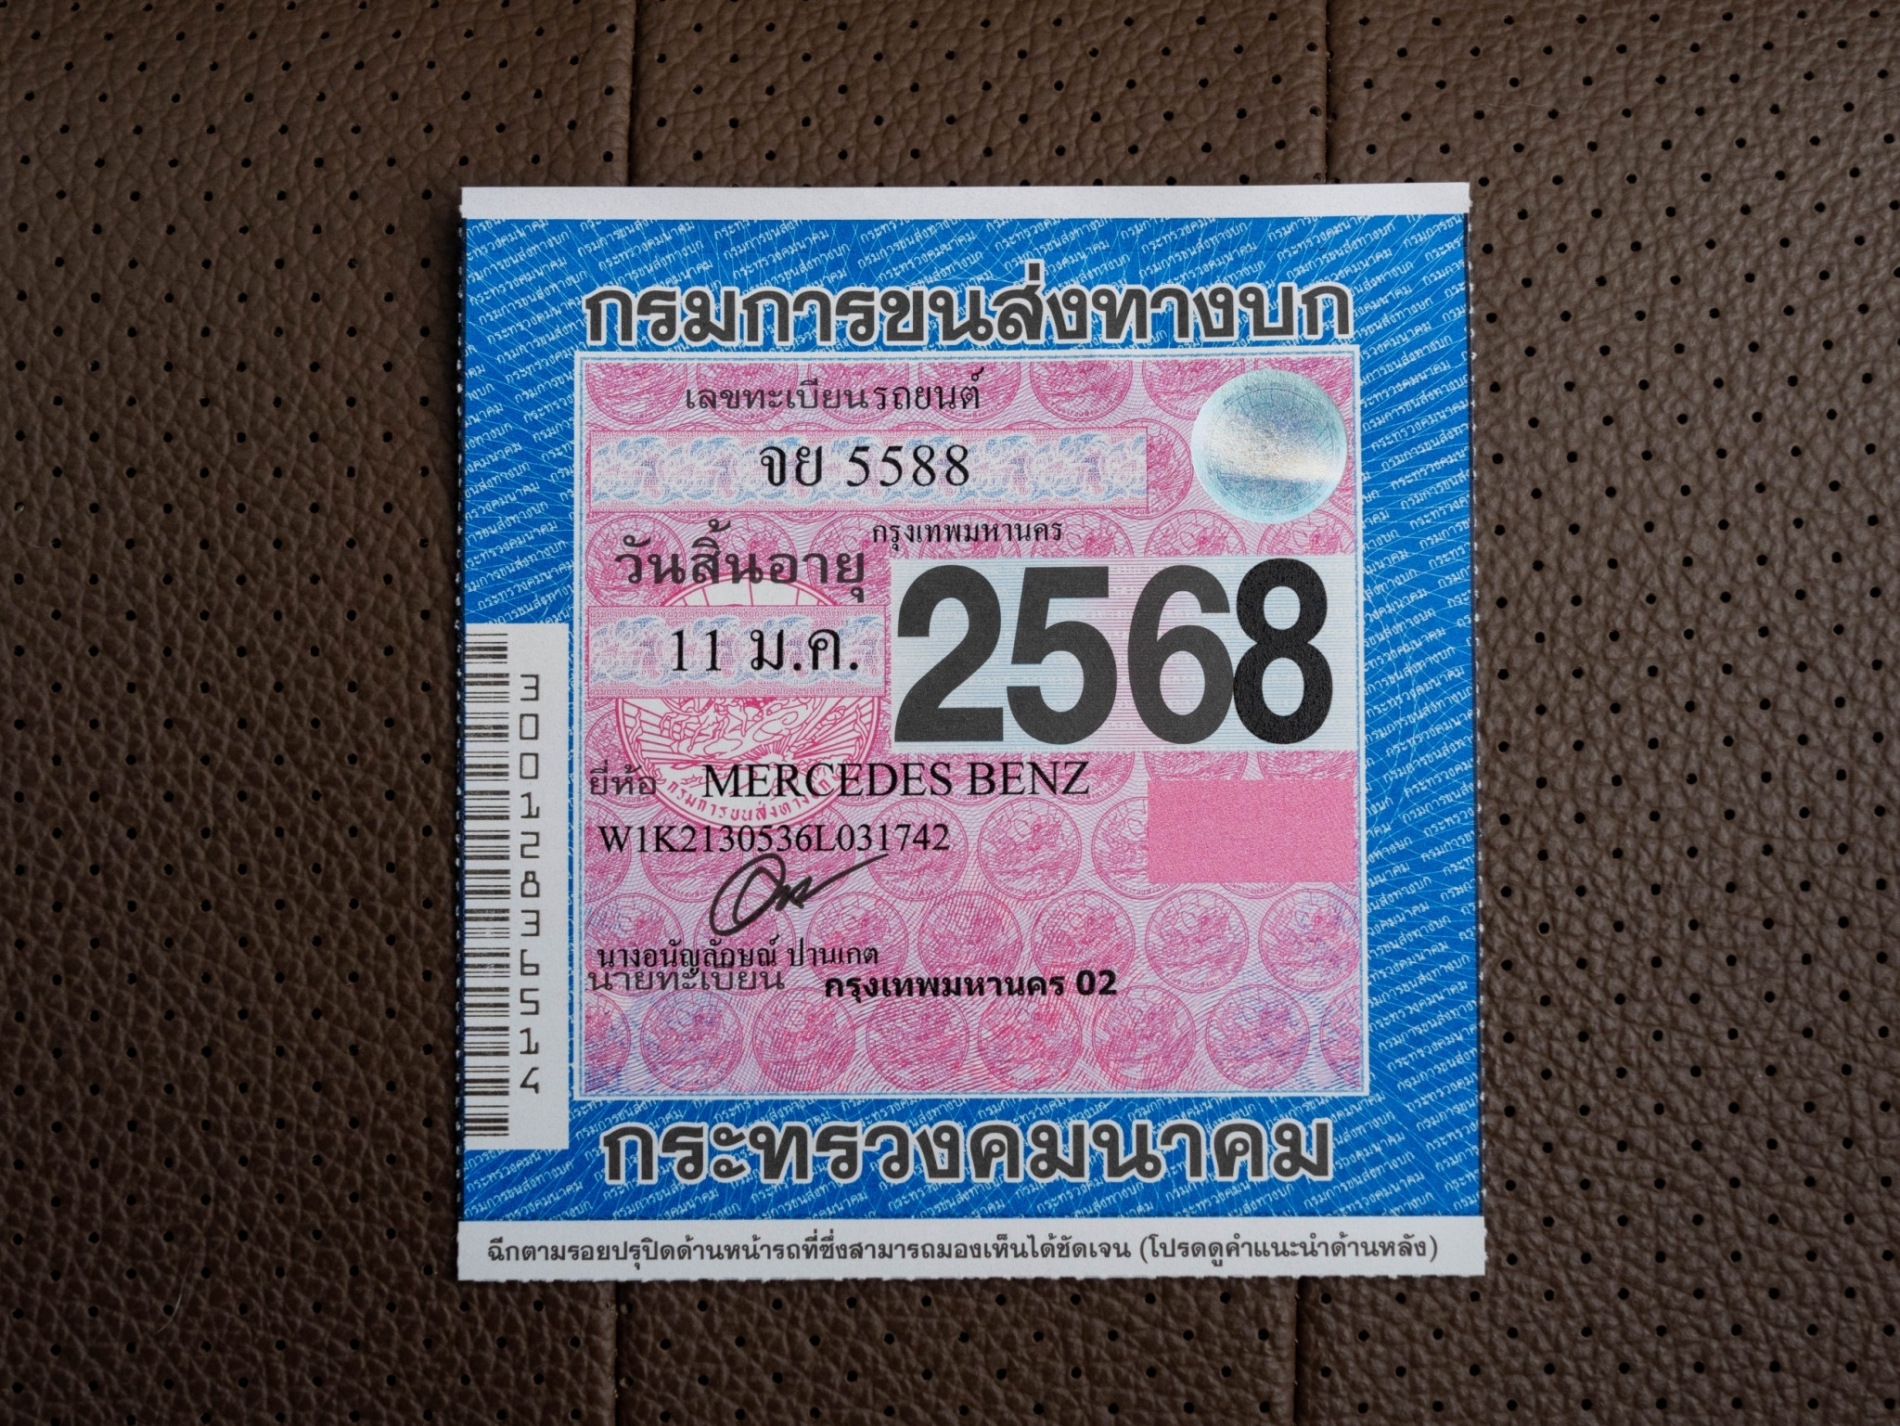 กรมการขนส่งทางบก
เลขทะเบียนรถยนต์
จย 5588
กรุงเทพมหานคร
วันสิ้นอายุ
11 ม.ค.
2568
ยี่ห้อ MERCEDES BENZ
W1K2130536L031742
นางอนัญลักษณ์ ปานเกต
นายทะเบียน กรุงเทพมหานคร 02
30012836514
กระทรวงคมนาคม
ฉีกตามรอยปรุปิดด้านหน้ารถที่ซึ่งสามารถมองเห็นได้ชัดเจน (โปรดดูคำแนะนำด้านหลัง)